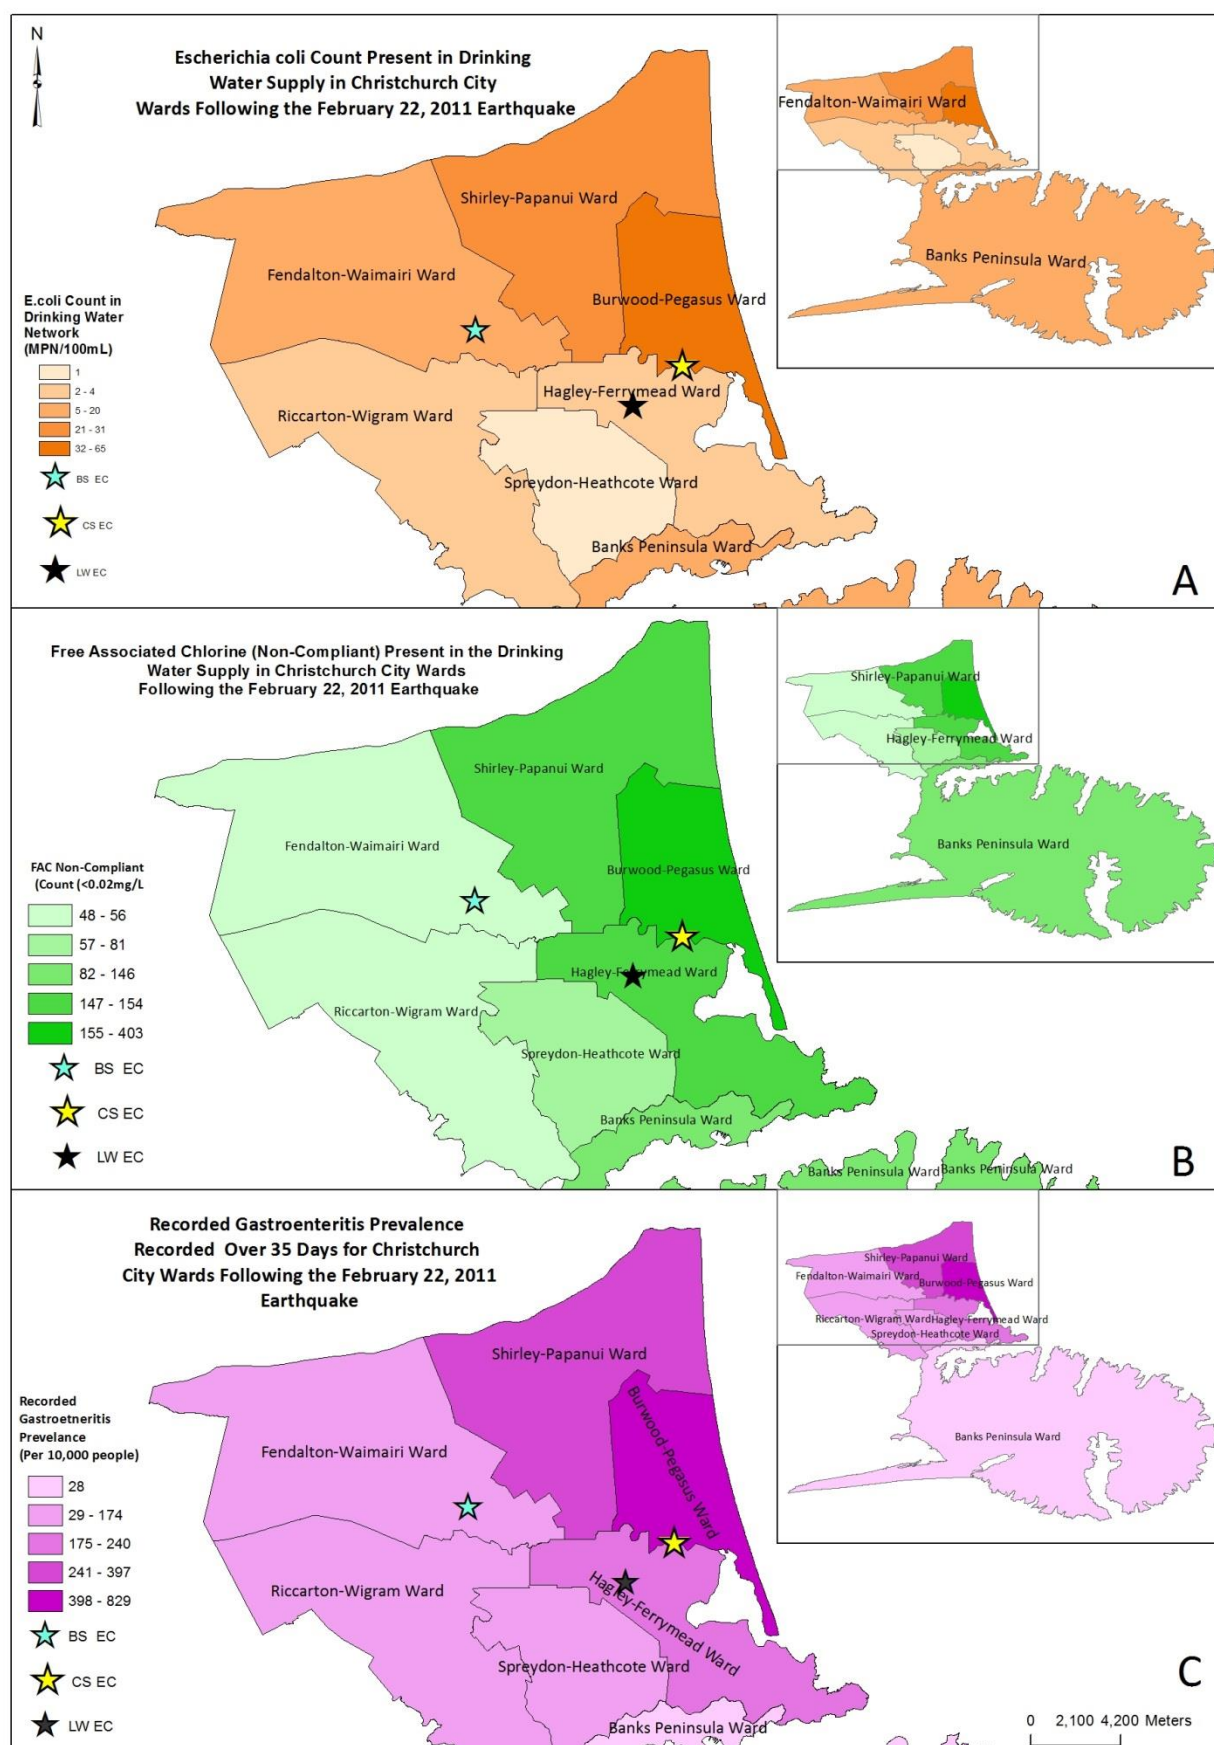 N
Escherichia coli Count Present in Drinking
Water Supply in Christchurch City
Wards Following the February 22, 2011 Earthquake
Fendalton-Waimairi Ward
Banks Peninsula Ward
Shirley-Papanui Ward
Fendalton-Waimairi Ward
Burwood-Pegasus Ward
Hagley-Ferrymead Ward
Riccarton-Wigram Ward
Spreydon-Heathcote Ward
Banks Peninsula Ward
E.coli Count in
Drinking Water
Network
(MPN/100mL)
1
2 - 4
5 - 20
21 - 31
32 - 65
BS EC
CS EC
LW EC
A
Free Associated Chlorine (Non-Compliant) Present in the Drinking
Water Supply in Christchurch City Wards
Following the February 22, 2011 Earthquake
Shirley-Papanui Ward
Hagley-Ferrymead Ward
Banks Peninsula Ward
Shirley-Papanui Ward
Fendalton-Waimairi Ward
Burwood-Pegasus Ward
Hagley-Ferrymead Ward
Riccarton-Wigram Ward
Spreydon-Heathcote Ward
Banks Peninsula Ward
Banks Peninsula Ward
Banks Peninsula Ward
FAC Non-Compliant
(Count (<0.02mg/L
48 - 56
57 - 81
82 - 146
147 - 154
155 - 403
BS EC
CS EC
LW EC
B
Recorded Gastroenteritis Prevalence
Recorded Over 35 Days for Christchurch
City Wards Following the February 22, 2011
Earthquake
Shirley-Papanui Ward
Fendalton-Waimairi Ward
Burwood-Pegasus Ward
Riccarton-Wigram Ward
Hagley-Ferrymead Ward
Spreydon-Heathcote Ward
Banks Peninsula Ward
Shirley-Papanui Ward
Burwood-Pegasus Ward
Fendalton-Waimairi Ward
Riccarton-Wigram Ward
Hagley-Ferrymead Ward
Spreydon-Heathcote Ward
Banks Peninsula Ward
Recorded
Gastroetneritis
Prevelance
(Per 10,000 people)
28
29 - 174
175 - 240
241 - 397
398 - 829
BS EC
CS EC
LW EC
C
0 2,100 4,200 Meters